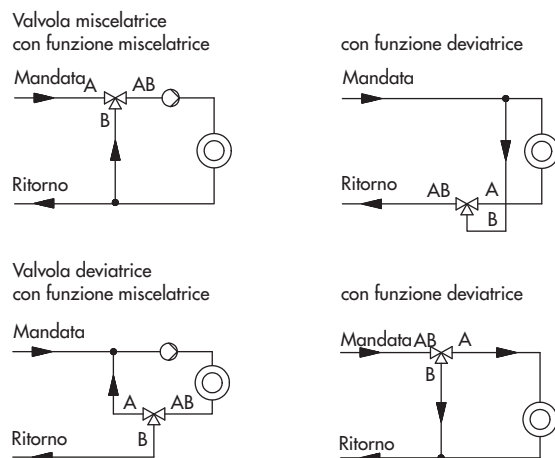 Valvola miscelatrice
con funzione miscelatrice
Mandata A AB
B
Ritorno
con funzione deviatrice
Mandata
Ritorno AB A
B
Valvola deviatrice
con funzione miscelatrice
Mandata
A AB
B
Ritorno
con funzione deviatrice
Mandata AB A
B
Ritorno